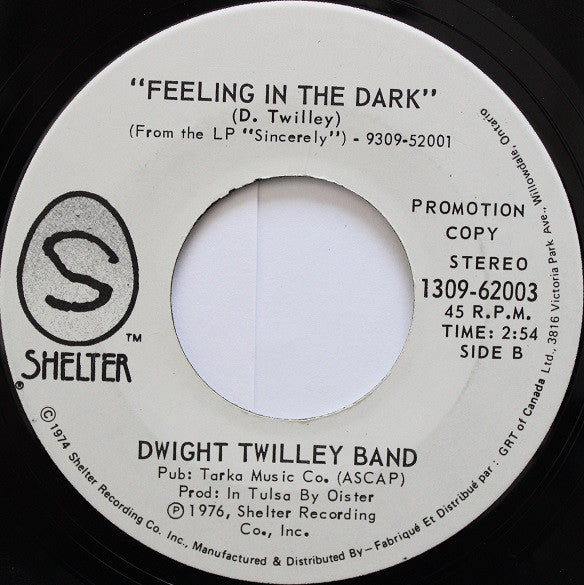 "FEELING IN THE DARK"
(D. Twilley)
(From the LP "Sincerely") - 9309-52001
S
TM
SHELTER
®
PROMOTION
COPY
STEREO
1309-62003
45 R.P.M.
TIME: 2:54
SIDE B
DWIGHT TWILLEY BAND
Pub: Tarka Music Co. (ASCAP)
Prod: In Tulsa By Oister
Ⓟ 1976, Shelter Recording
Co., Inc.
© 1974 Shelter Recording Co. Inc., Manufactured & Distributed By - Fabriqué Et Distribué par : GRT of Canada Ltd., 3816 Victoria Park Ave., Willowdale, Ontario